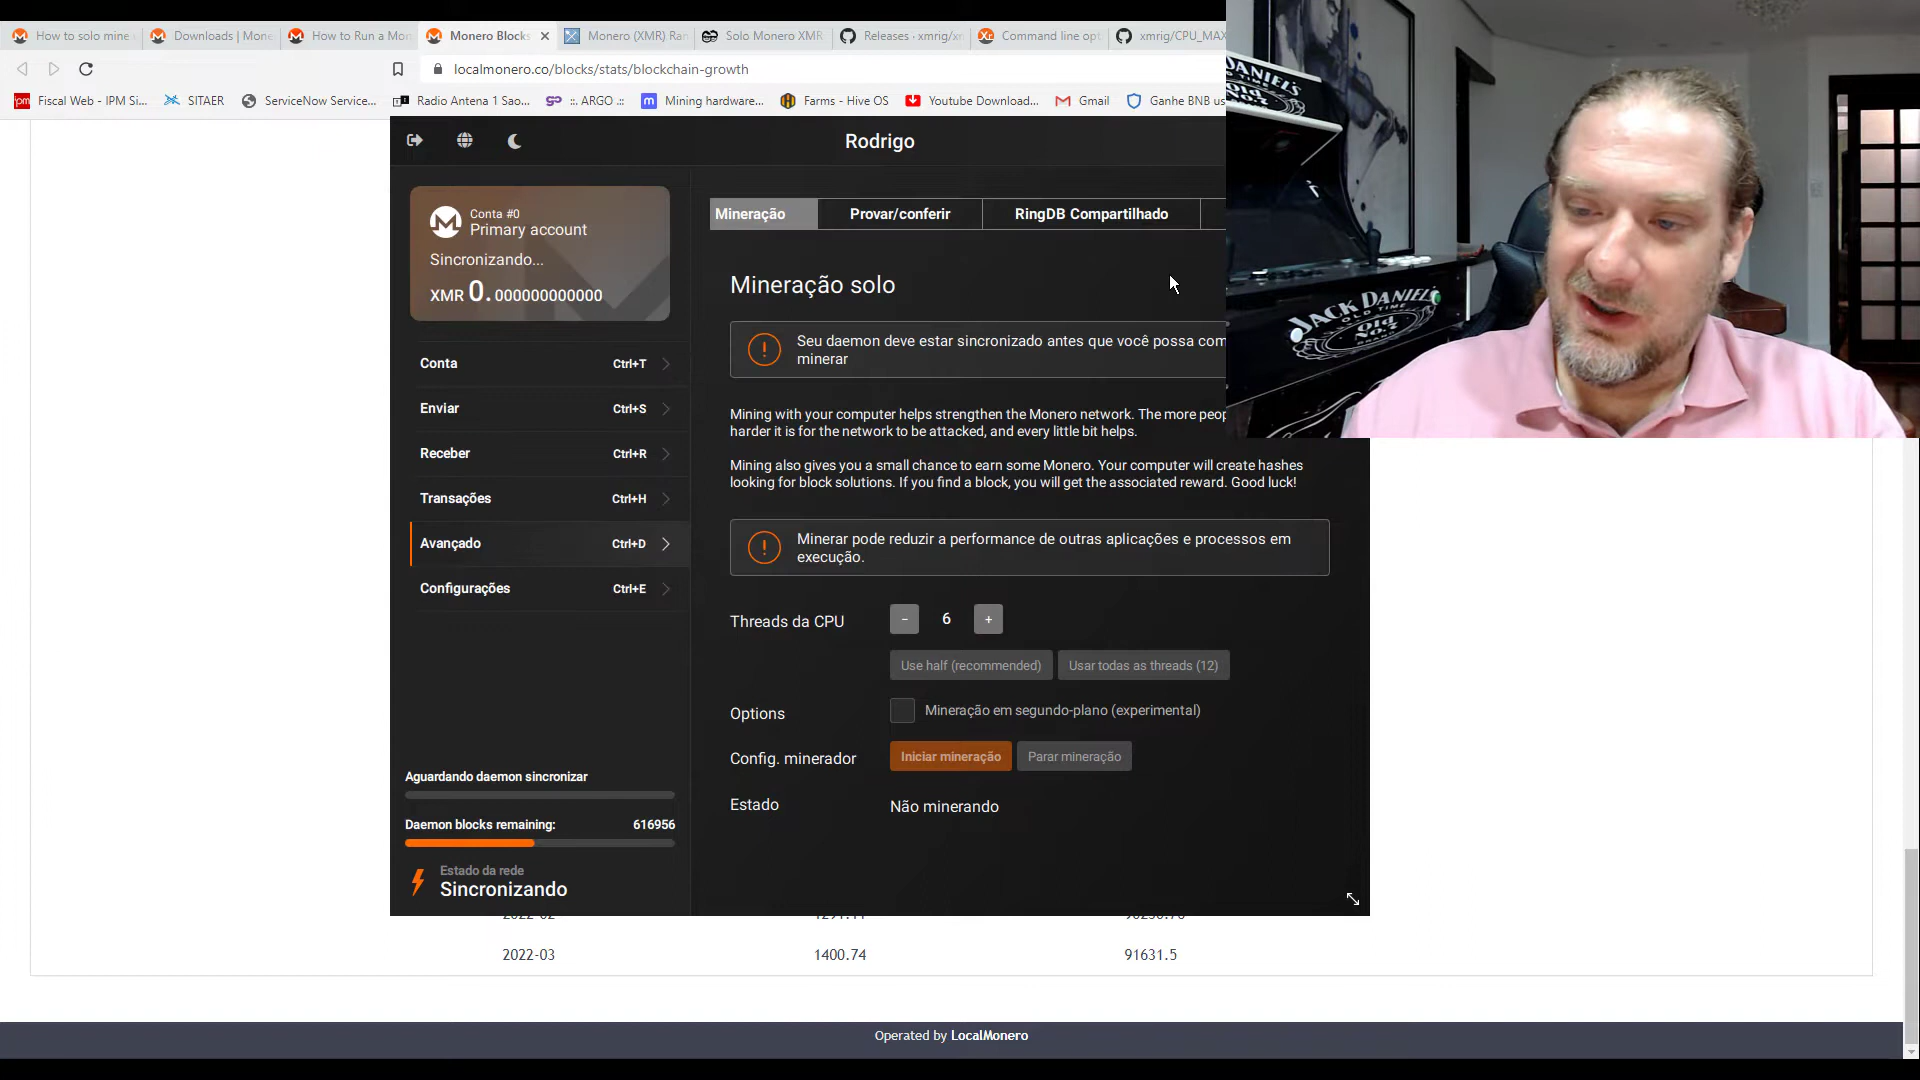 How to solo mine
Downloads | Mone
How to Run a Mon
Monero Blocks
Monero (XMR) Ran
Solo Monero XMR
Releases · xmrig/xn
Command line opt
xmrig/CPU_MAX
localmonero.co/blocks/stats/blockchain-growth
Fiscal Web - IPM Si...
SITAER
ServiceNow Service...
Radio Antena 1 Sao...
::. ARGO .::
Mining hardware...
Farms - Hive OS
Youtube Download...
Gmail
Ganhe BNB us
Rodrigo
Conta #0
Primary account
Sincronizando...
XMR 0.000000000000
Conta Ctrl+T
Enviar Ctrl+S
Receber Ctrl+R
Transações Ctrl+H
Avançado Ctrl+D
Configurações Ctrl+E
Aguardando daemon sincronizar
Daemon blocks remaining: 616956
Estado da rede
Sincronizando
Mineração
Provar/conferir
RingDB Compartilhado
Mineração solo
Seu daemon deve estar sincronizado antes que você possa com
minerar
Mining with your computer helps strengthen the Monero network. The more peop
harder it is for the network to be attacked, and every little bit helps.
Mining also gives you a small chance to earn some Monero. Your computer will create hashes
looking for block solutions. If you find a block, you will get the associated reward. Good luck!
Minerar pode reduzir a performance de outras aplicações e processos em
execução.
Threads da CPU - 6 +
Use half (recommended) Usar todas as threads (12)
Options Mineração em segundo-plano (experimental)
Config. minerador Iniciar mineração Parar mineração
Estado Não minerando
2022-03 1400.74 91631.5
Operated by LocalMonero
JACK DANIEL'S
OLD TIME
Old No.7
BRAND